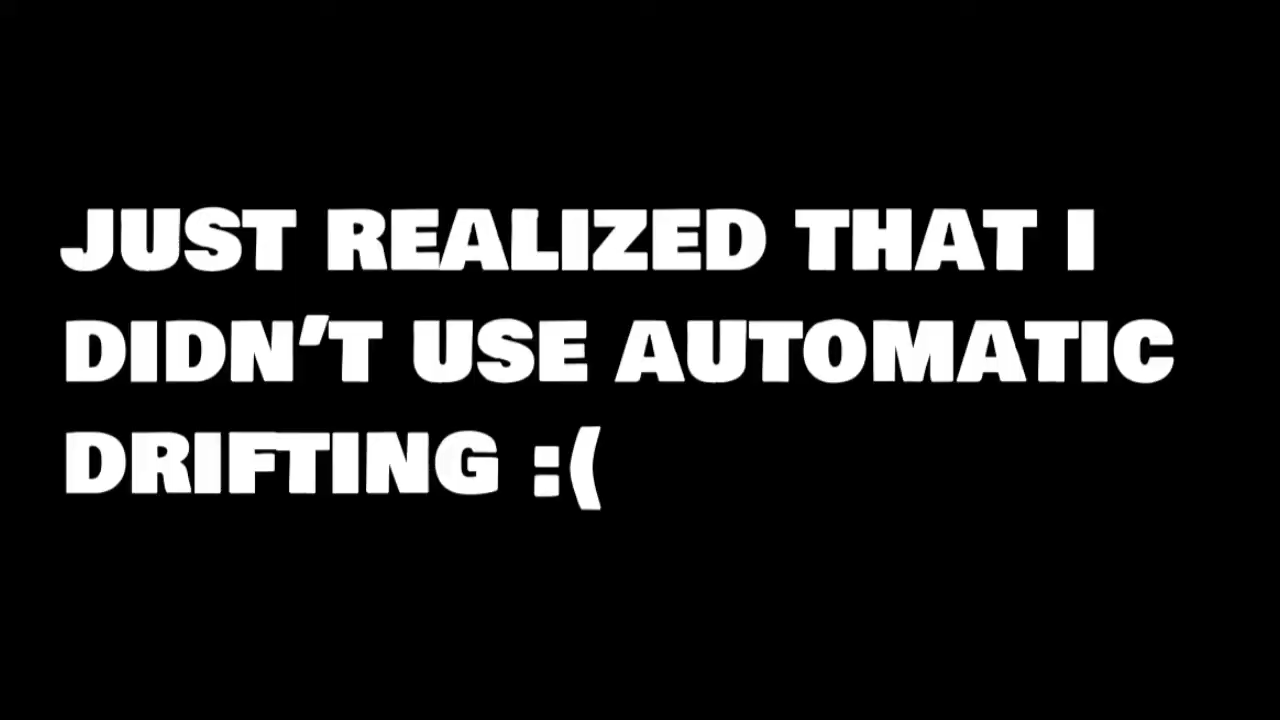 JUST REALIZED THAT I
DIDN'T USE AUTOMATIC
DRIFTING :(